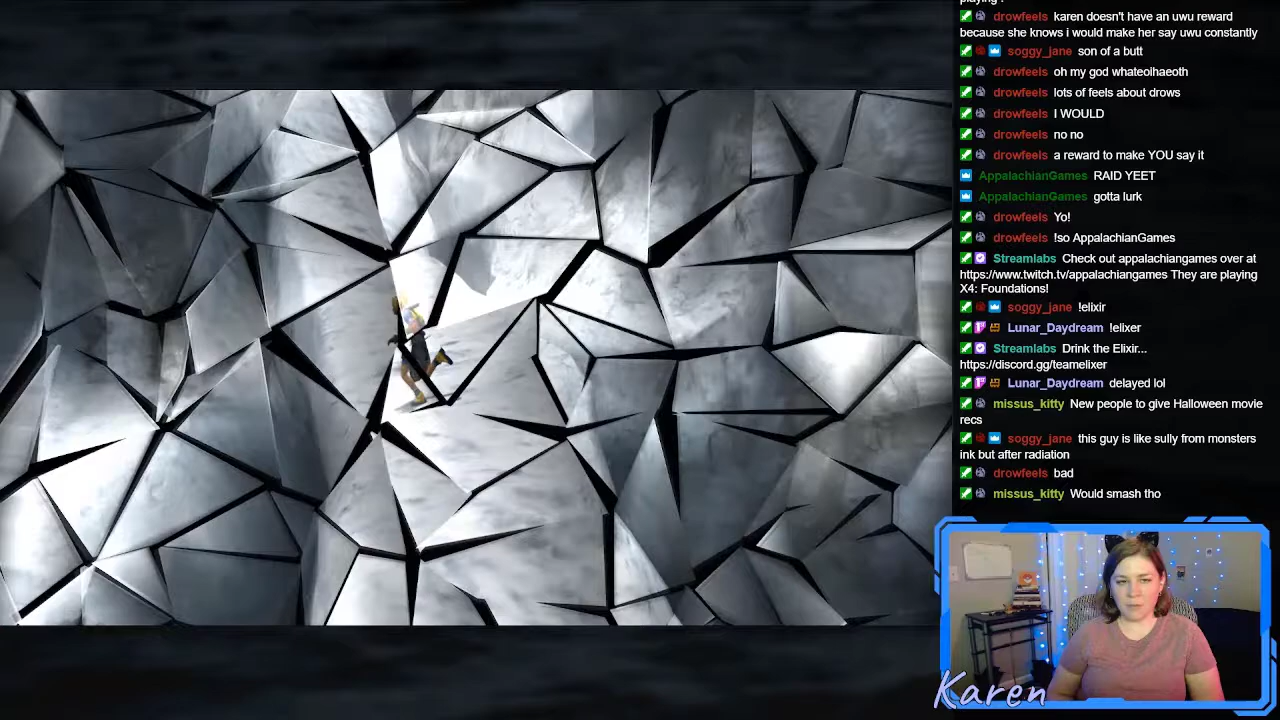 playing :
drowfeels karen doesn't have an uwu reward
because she knows i would make her say uwu constantly
soggy_jane son of a butt
drowfeels oh my god whateoihaeoth
drowfeels lots of feels about drows
drowfeels I WOULD
drowfeels no no
drowfeels a reward to make YOU say it
AppalachianGames RAID YEET
AppalachianGames gotta lurk
drowfeels Yo!
drowfeels !so AppalachianGames
Streamlabs Check out appalachiangames over at
https://www.twitch.tv/appalachiangames They are playing
X4: Foundations!
soggy_jane !elixir
Lunar_Daydream !elixer
Streamlabs Drink the Elixir...
https://discord.gg/teamelixer
Lunar_Daydream delayed lol
missus_kitty New people to give Halloween movie
recs
soggy_jane this guy is like sully from monsters
ink but after radiation
drowfeels bad
missus_kitty Would smash tho
Karen